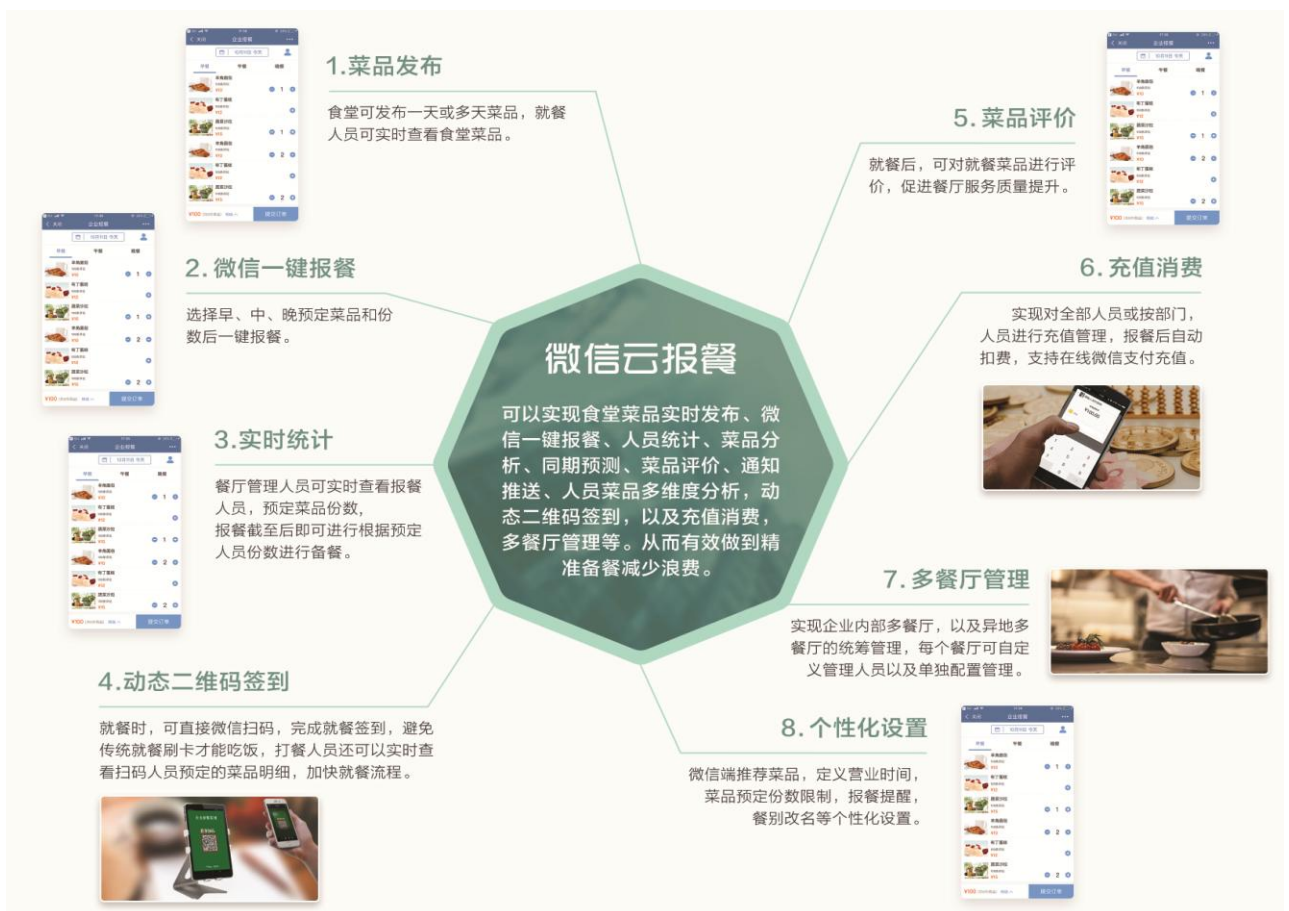 1.菜品发布
食堂可发布一天或多天菜品，就餐
人员可实时查看食堂菜品。
2.微信一键报餐
选择早、中、晚预定菜品和份
数后一键报餐。
3.实时统计
餐厅管理人员可实时查看报餐
人员，预定菜品份数,
报餐截至后即可进行根据预定
人员份数进行备餐。
4.动态二维码签到
就餐时，可直接微信扫码，完成就餐签到，避免
传统就餐刷卡才能吃饭，打餐人员还可以实时查
看扫码人员预定的菜品明细，加快就餐流程。
微信云报餐
可以实现食堂菜品实时发布、微
信一键报餐、人员统计、菜品分
析、同期预测、菜品评价、通知
推送、人员菜品多维度分析，动
态二维码签到，以及充值消费，
多餐厅管理等。从而有效做到精
准备餐减少浪费。
5.菜品评价
就餐后，可对就餐菜品进行评
价，促进餐厅服务质量提升。
6.充值消费
实现对全部人员或按部门，
人员进行充值管理，报餐后自动
扣费，支持在线微信支付充值。
7.多餐厅管理
实现企业内部多餐厅，以及异地多
餐厅的统筹管理，每个餐厅可自定
义管理人员以及单独配置管理。
8.个性化设置
微信端推荐菜品，定义营业时间，
菜品预定份数限制，报餐提醒，
餐别改名等个性化设置。